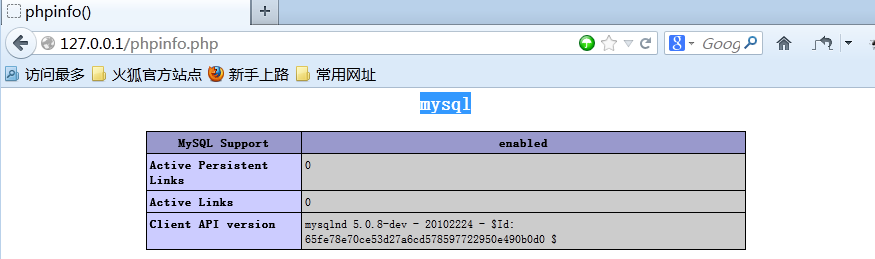 phpinfo()
127.0.0.1/phpinfo.php
Goog
访问最多 火狐官方站点 新手上路 常用网址
mysql
MySQL Support enabled
Active Persistent 0
Links
Active Links 0
Client API version mysqlnd 5.0.8-dev - 20102224 - $Id:
65fe78e70ce53d27a6cd578597722950e490b0d0 $